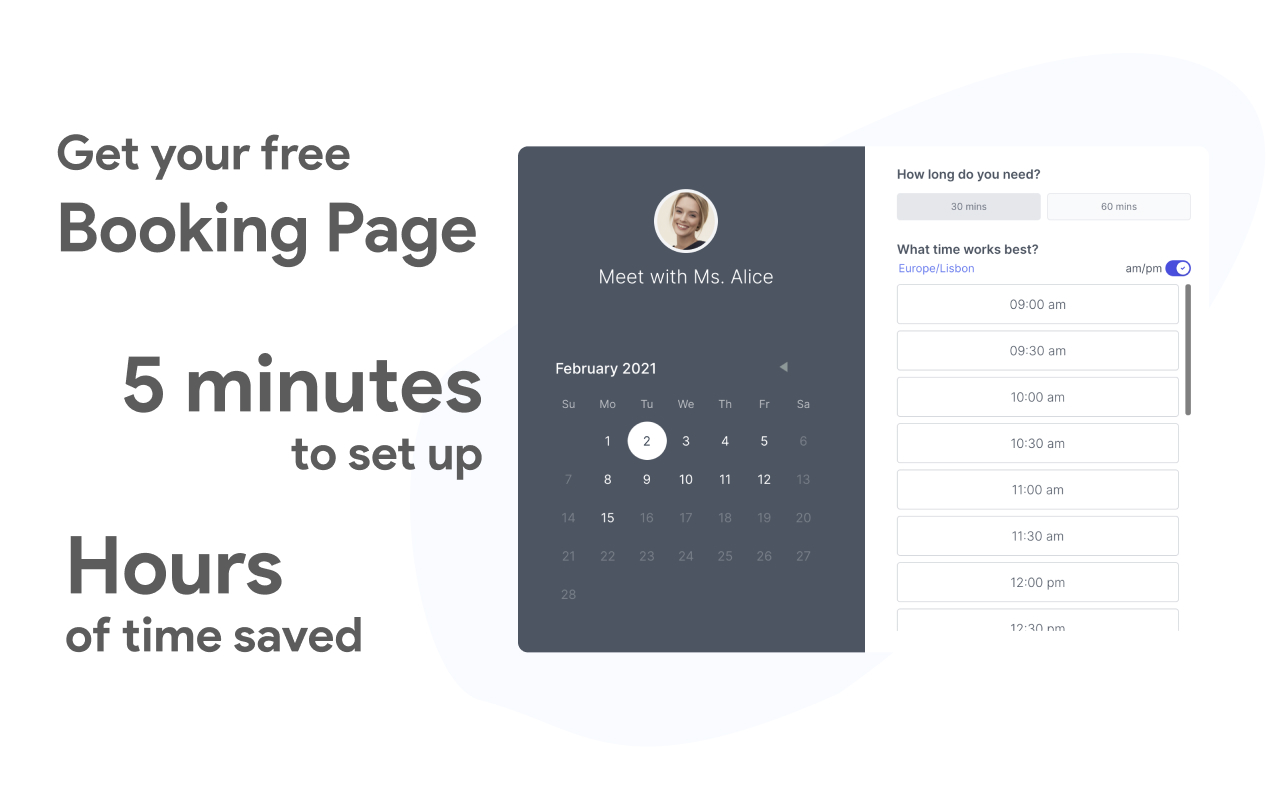 Get your free
Booking Page
5 minutes
to set up
Hours
of time saved
Meet with Ms. Alice
February 2021
Su Mo Tu We Th Fr Sa
1 2 3 4 5 6
7 8 9 10 11 12 13
14 15 16 17 18 19 20
21 22 23 24 25 26 27
28
How long do you need?
30 mins 60 mins
What time works best?
Europe/Lisbon am/pm
09:00 am
09:30 am
10:00 am
10:30 am
11:00 am
11:30 am
12:00 pm
12:30 pm